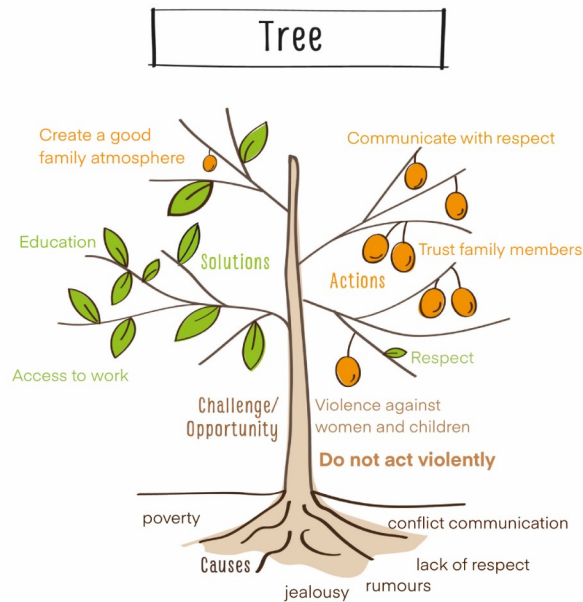 Tree
Create a good
family atmosphere
Communicate with respect
Education
Solutions
Trust family members
Actions
Access to work
Respect
Challenge/
Opportunity
Violence against
women and children
Do not act violently
poverty
conflict communication
Causes
lack of respect
rumours
jealousy